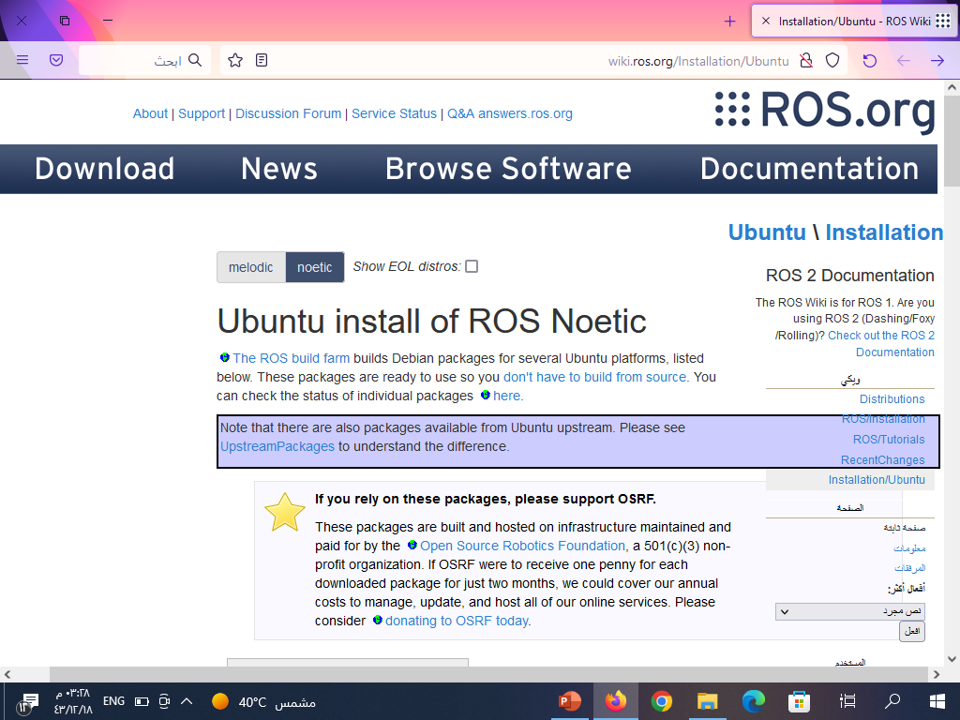 Installation/Ubuntu - ROS Wiki
ابحث
wiki.ros.org/Installation/Ubuntu
About | Support | Discussion Forum | Service Status | Q&A answers.ros.org
ROS.org
Download News Browse Software Documentation
Ubuntu \ Installation
melodic noetic Show EOL distros:
Ubuntu install of ROS Noetic
The ROS build farm builds Debian packages for several Ubuntu platforms, listed
below. These packages are ready to use so you don't have to build from source. You
can check the status of individual packages here.
Note that there are also packages available from Ubuntu upstream. Please see
UpstreamPackages to understand the difference.
If you rely on these packages, please support OSRF.
These packages are built and hosted on infrastructure maintained and
paid for by the Open Source Robotics Foundation, a 501(c)(3) non-
profit organization. If OSRF were to receive one penny for each
downloaded package for just two months, we could cover our annual
costs to manage, update, and host all of our online services. Please
consider donating to OSRF today.
ROS 2 Documentation
The ROS Wiki is for ROS 1. Are you
using ROS 2 (Dashing/Foxy
/Rolling)? Check out the ROS 2
Documentation
ويكي
Distributions
ROS/Installation
ROS/Tutorials
RecentChanges
Installation/Ubuntu
الصفحة
صفحة ثابتة
معلومات
المرفقات
أفعال أكثر:
نص مجرد
افعل
المستخدم
٠٣:٢٨ م
٤٣/١٢/١٨
ENG
40°C مشمس